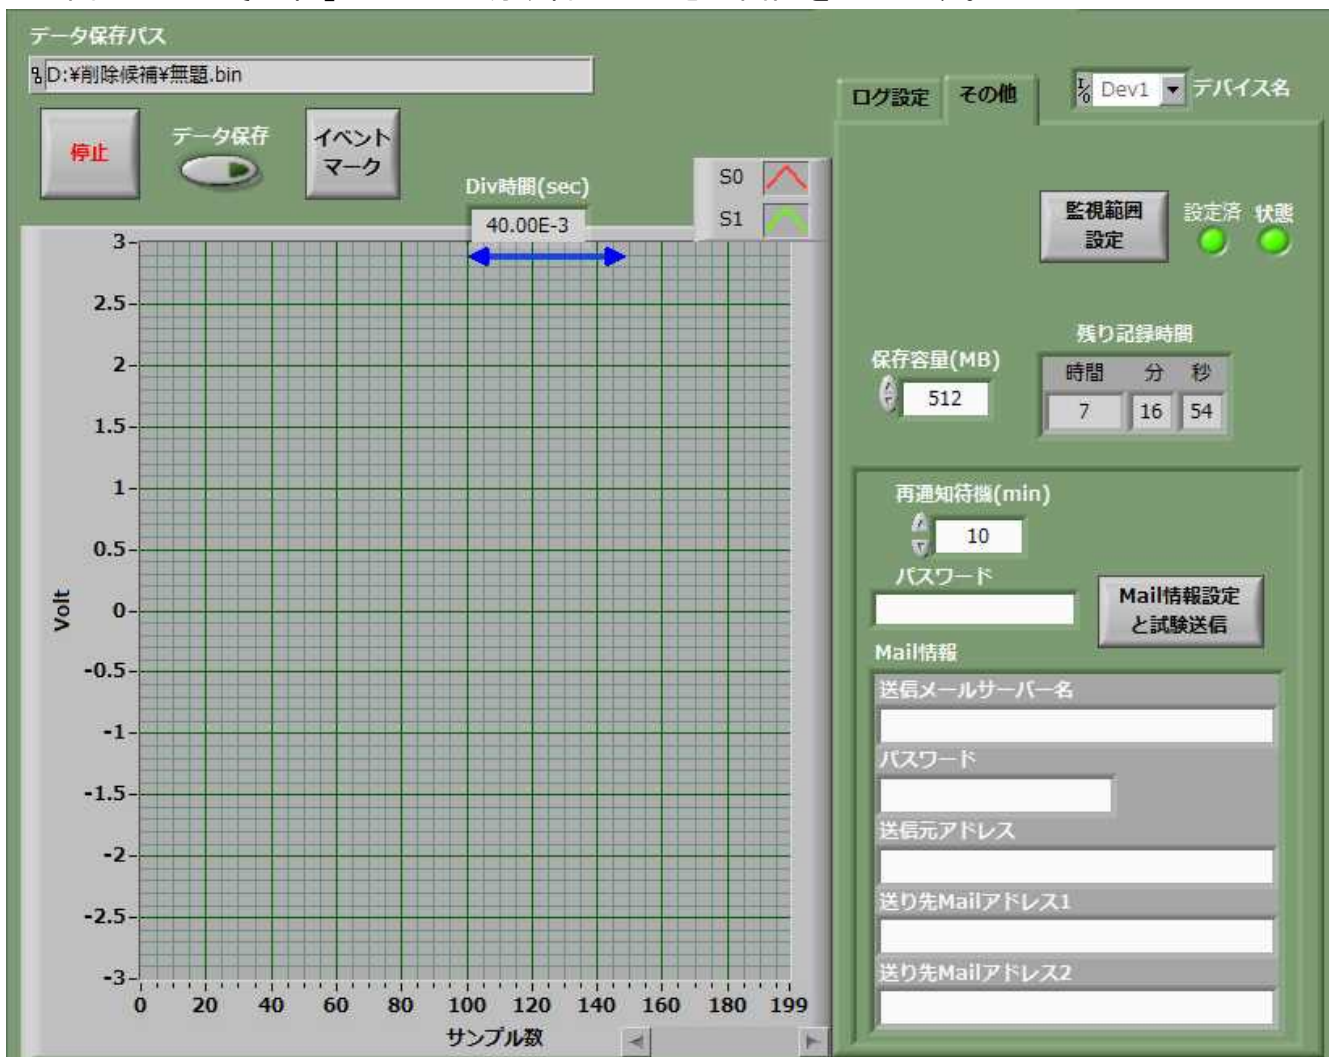 データ保存パス
D:¥削除候補¥無題.bin
停止
データ保存
イベント
マーク
Div時間(sec)
40.00E-3
S0
S1
3
2.5
2
1.5
1
0.5
0
-0.5
-1
-1.5
-2
-2.5
-3
Volt
0 20 40 60 80 100 120 140 160 180 199
サンプル数
ログ設定 その他
I/O Dev1 デバイス名
監視範囲
設定
設定済 状態
保存容量(MB)
512
残り記録時間
時間 分 秒
7 16 54
再通知待機(min)
10
パスワード
Mail情報設定
と試験送信
Mail情報
送信メールサーバー名
パスワード
送信元アドレス
送り先Mailアドレス1
送り先Mailアドレス2